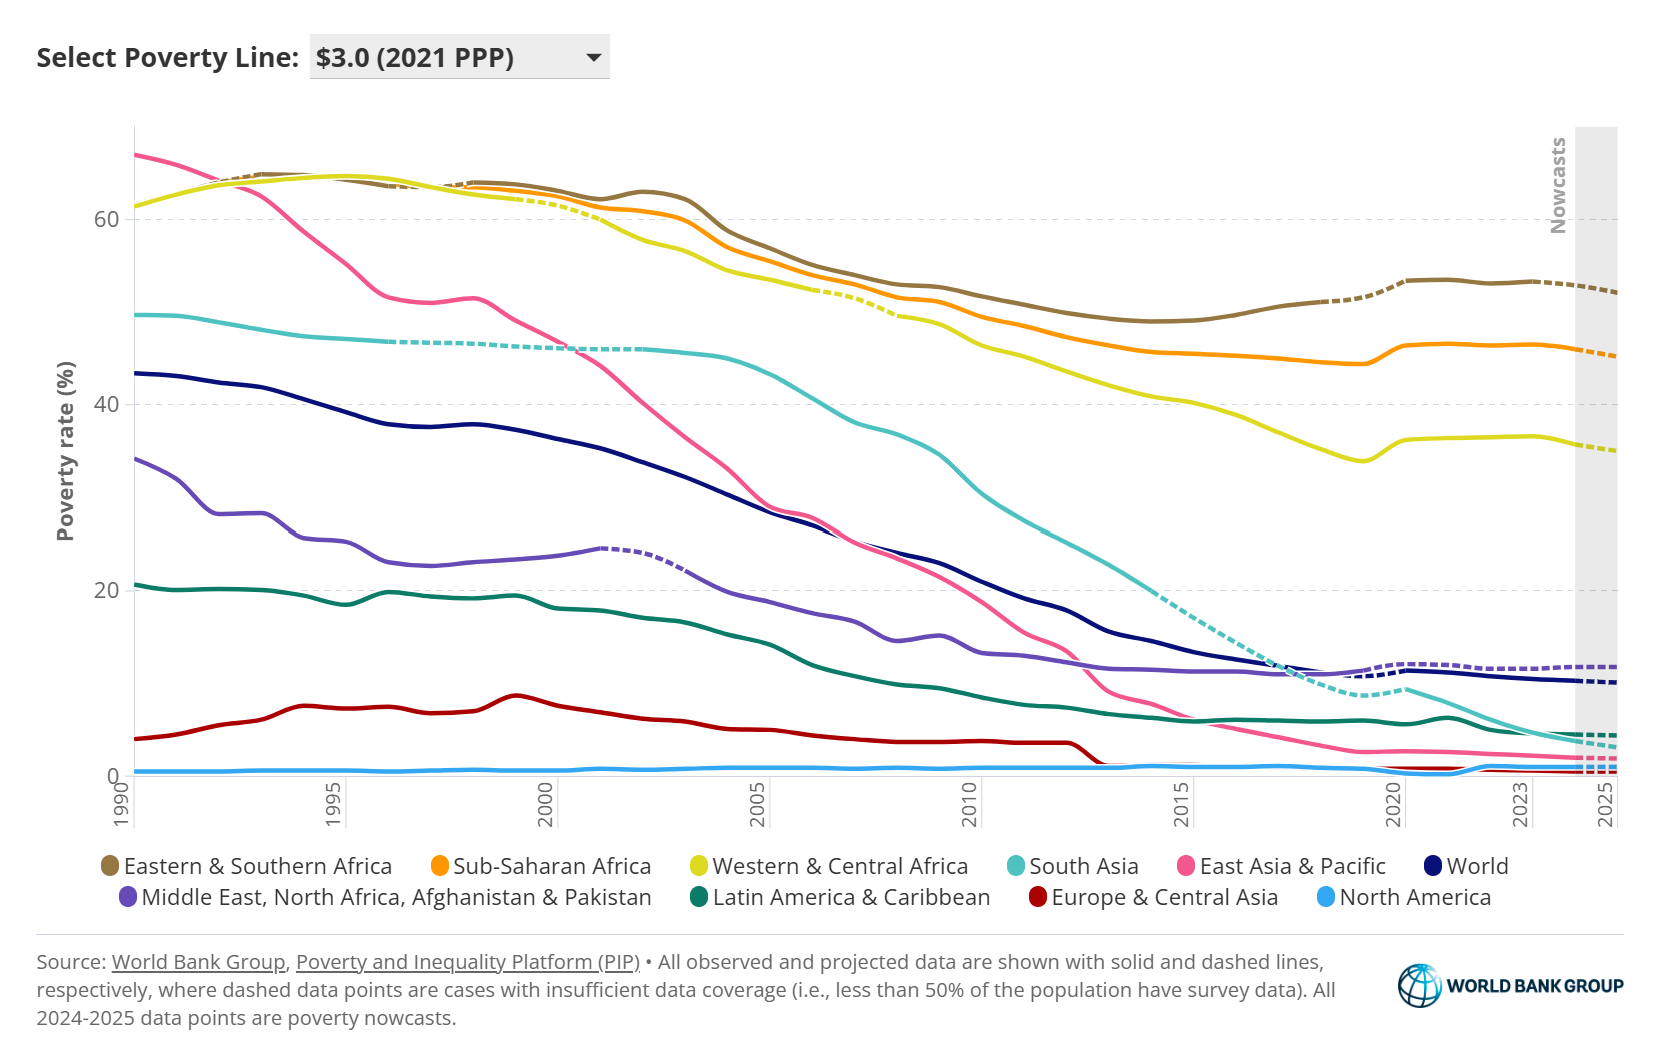 Select Poverty Line: $3.0 (2021 PPP)
Nowcasts
Poverty rate (%)
60
40
20
0
1990 1995 2000 2005 2010 2015 2020 2023 2025
Eastern & Southern Africa Sub-Saharan Africa Western & Central Africa South Asia East Asia & Pacific World
Middle East, North Africa, Afghanistan & Pakistan Latin America & Caribbean Europe & Central Asia North America
Source: World Bank Group, Poverty and Inequality Platform (PIP) • All observed and projected data are shown with solid and dashed lines,
respectively, where dashed data points are cases with insufficient data coverage (i.e., less than 50% of the population have survey data). All
2024-2025 data points are poverty nowcasts.
WORLD BANK GROUP